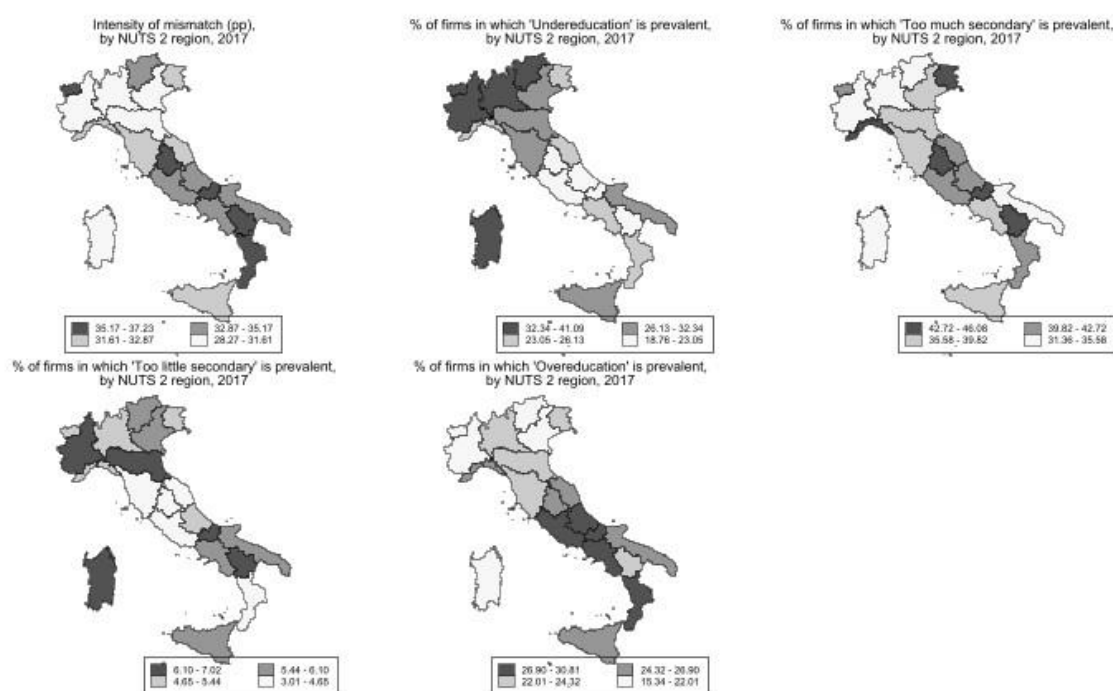 Intensity of mismatch (pp),
by NUTS 2 region, 2017
% of firms in which 'Undereducation' is prevalent,
by NUTS 2 region, 2017
% of firms in which 'Too much secondary' is prevalent,
by NUTS 2 region, 2017
35.17 - 37.23
32.87 - 35.17
31.61 - 32.87
28.27 - 31.61
32.34 - 41.09
26.13 - 32.34
23.05 - 26.13
18.76 - 23.05
42.72 - 46.06
39.82 - 42.72
35.58 - 39.82
31.36 - 35.58
% of firms in which 'Too little secondary' is prevalent,
by NUTS 2 region, 2017
% of firms in which 'Overeducation' is prevalent,
by NUTS 2 region, 2017
6.10 - 7.02
5.44 - 6.10
4.65 - 5.44
3.01 - 4.65
26.90 - 30.81
24.32 - 26.90
22.01 - 24.32
15.34 - 22.01